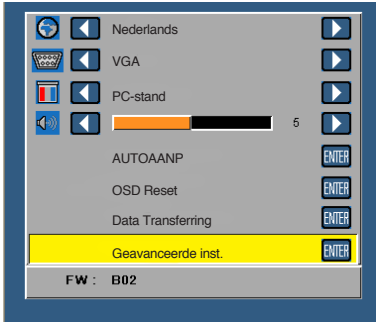 Nederlands
VGA
PC-stand
5
AUTOAANP ENTER
OSD Reset ENTER
Data Transferring ENTER
Geavanceerde inst. ENTER
FW : B02